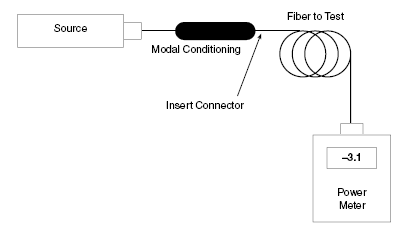 Fiber to Test
Source
Modal Conditioning
Insert Connector
–3.1
Power
Meter